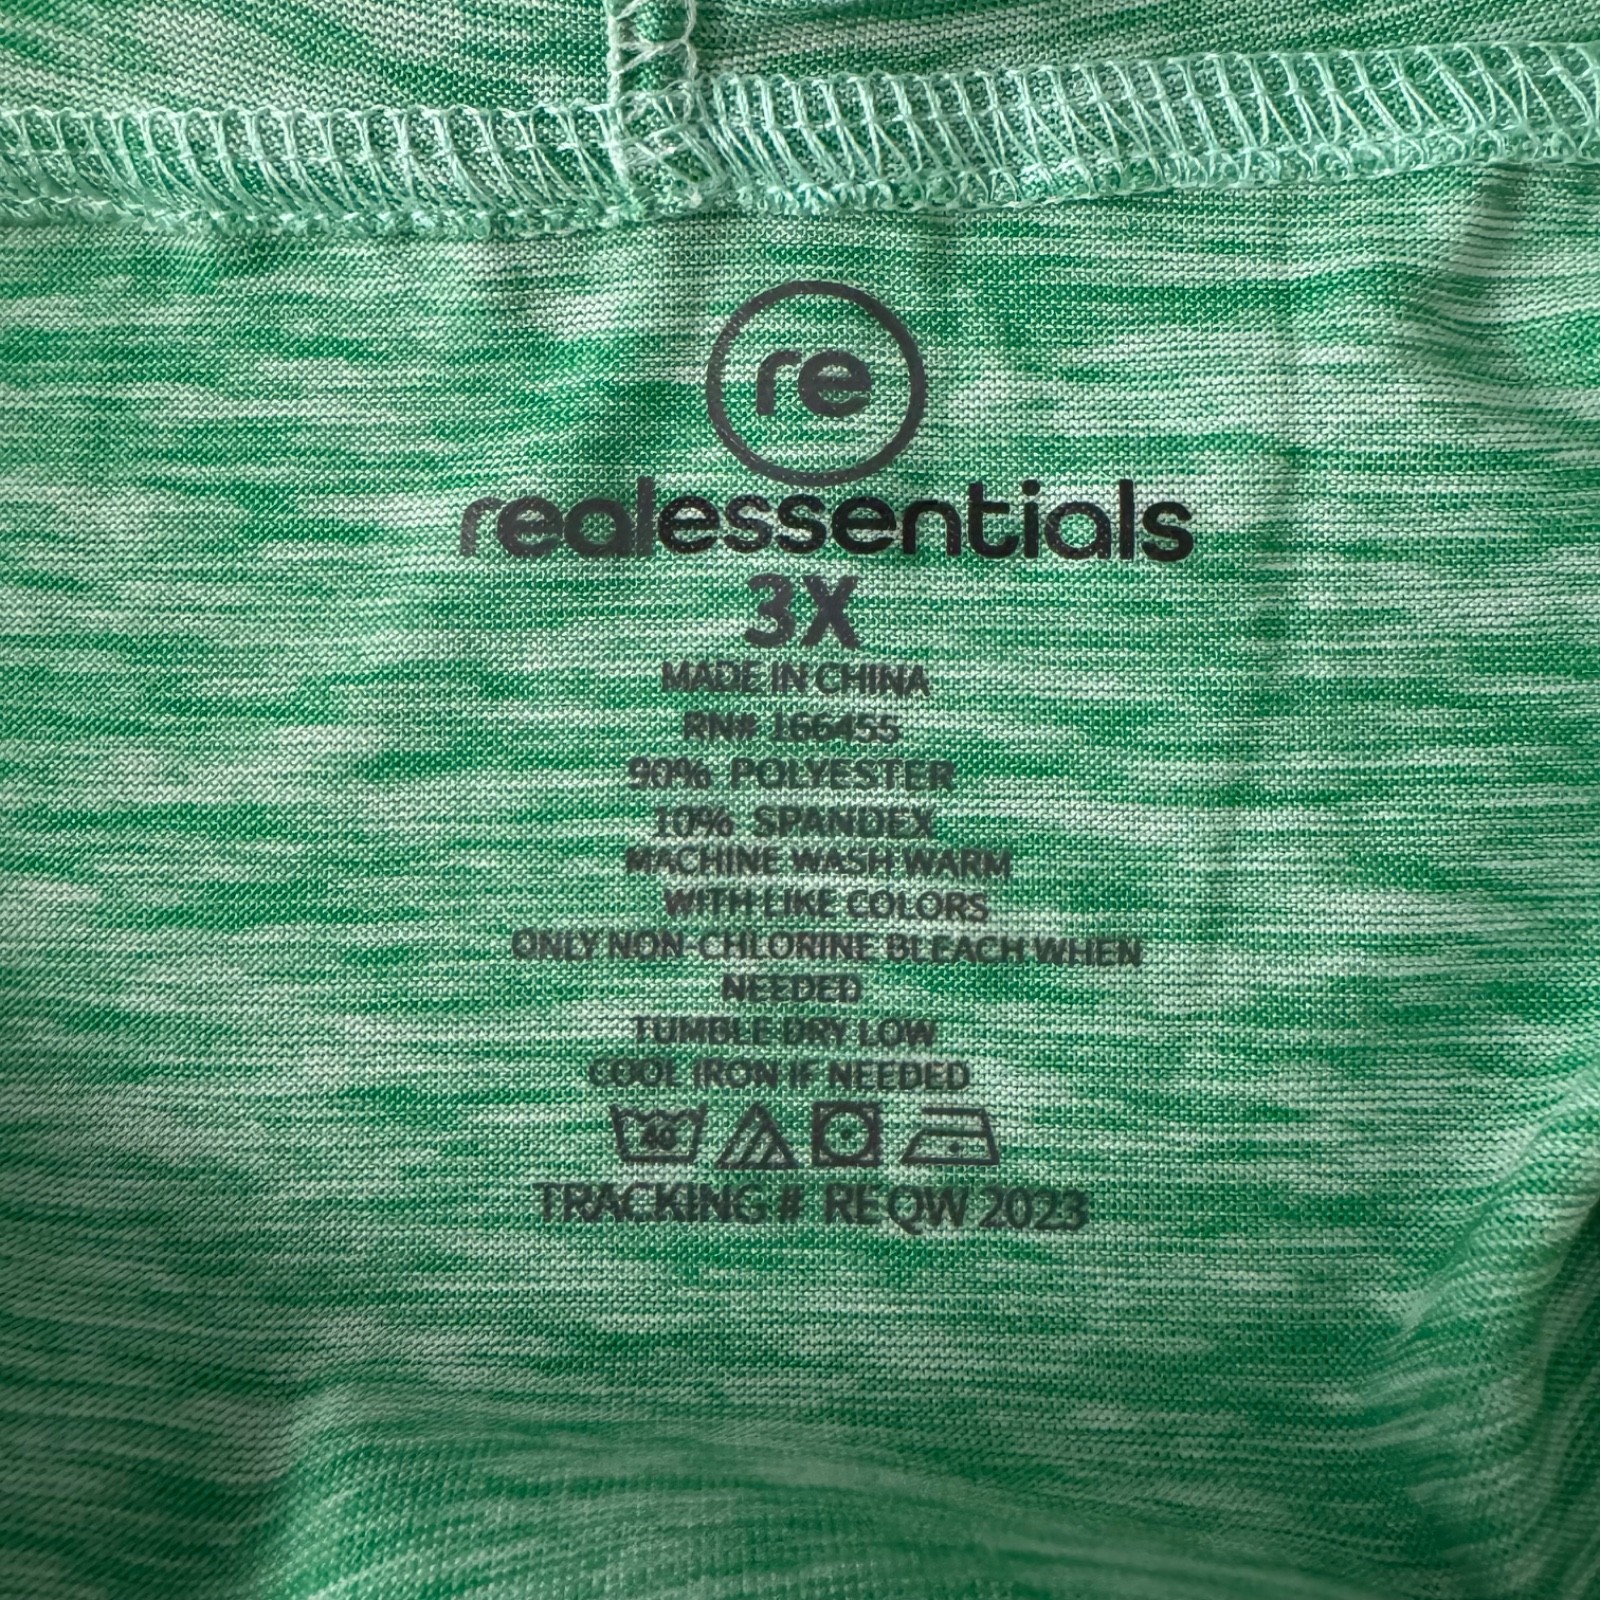 re
realessentials
3X
MADE IN CHINA
RN# 166455
90% POLYESTER
10% SPANDEX
MACHINE WASH WARM
WITH LIKE COLORS
ONLY NON-CHLORINE BLEACH WHEN
NEEDED
TUMBLE DRY LOW
COOL IRON IF NEEDED
40
TRACKING # REQW 2023